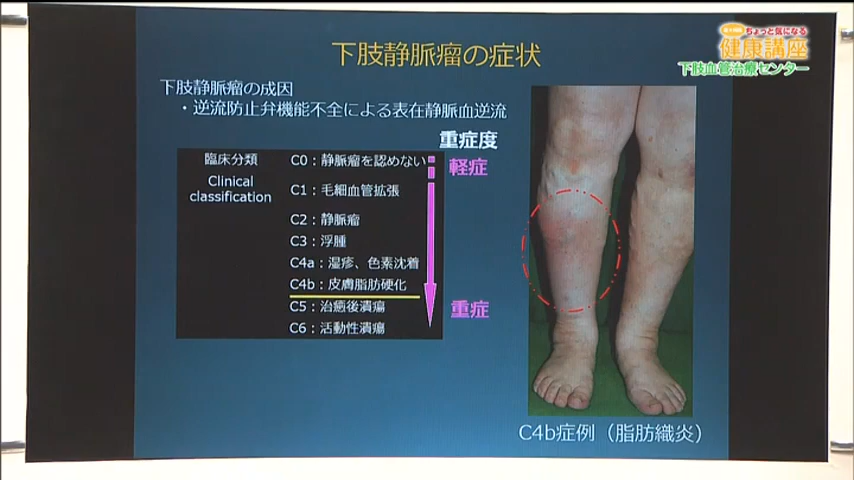 下肢静脈瘤の症状
ちょっと気になる
健康講座
下肢血管治療センター
下肢静脈瘤の成因
・逆流防止弁機能不全による表在静脈血逆流
重症度
臨床分類
Clinical
classification
C0：静脈瘤を認めない
C1：毛細血管拡張
C2：静脈瘤
C3：浮腫
C4a：湿疹、色素沈着
C4b：皮膚脂肪硬化
C5：治癒後潰瘍
C6：活動性潰瘍
軽症
重症
C4b症例（脂肪織炎）